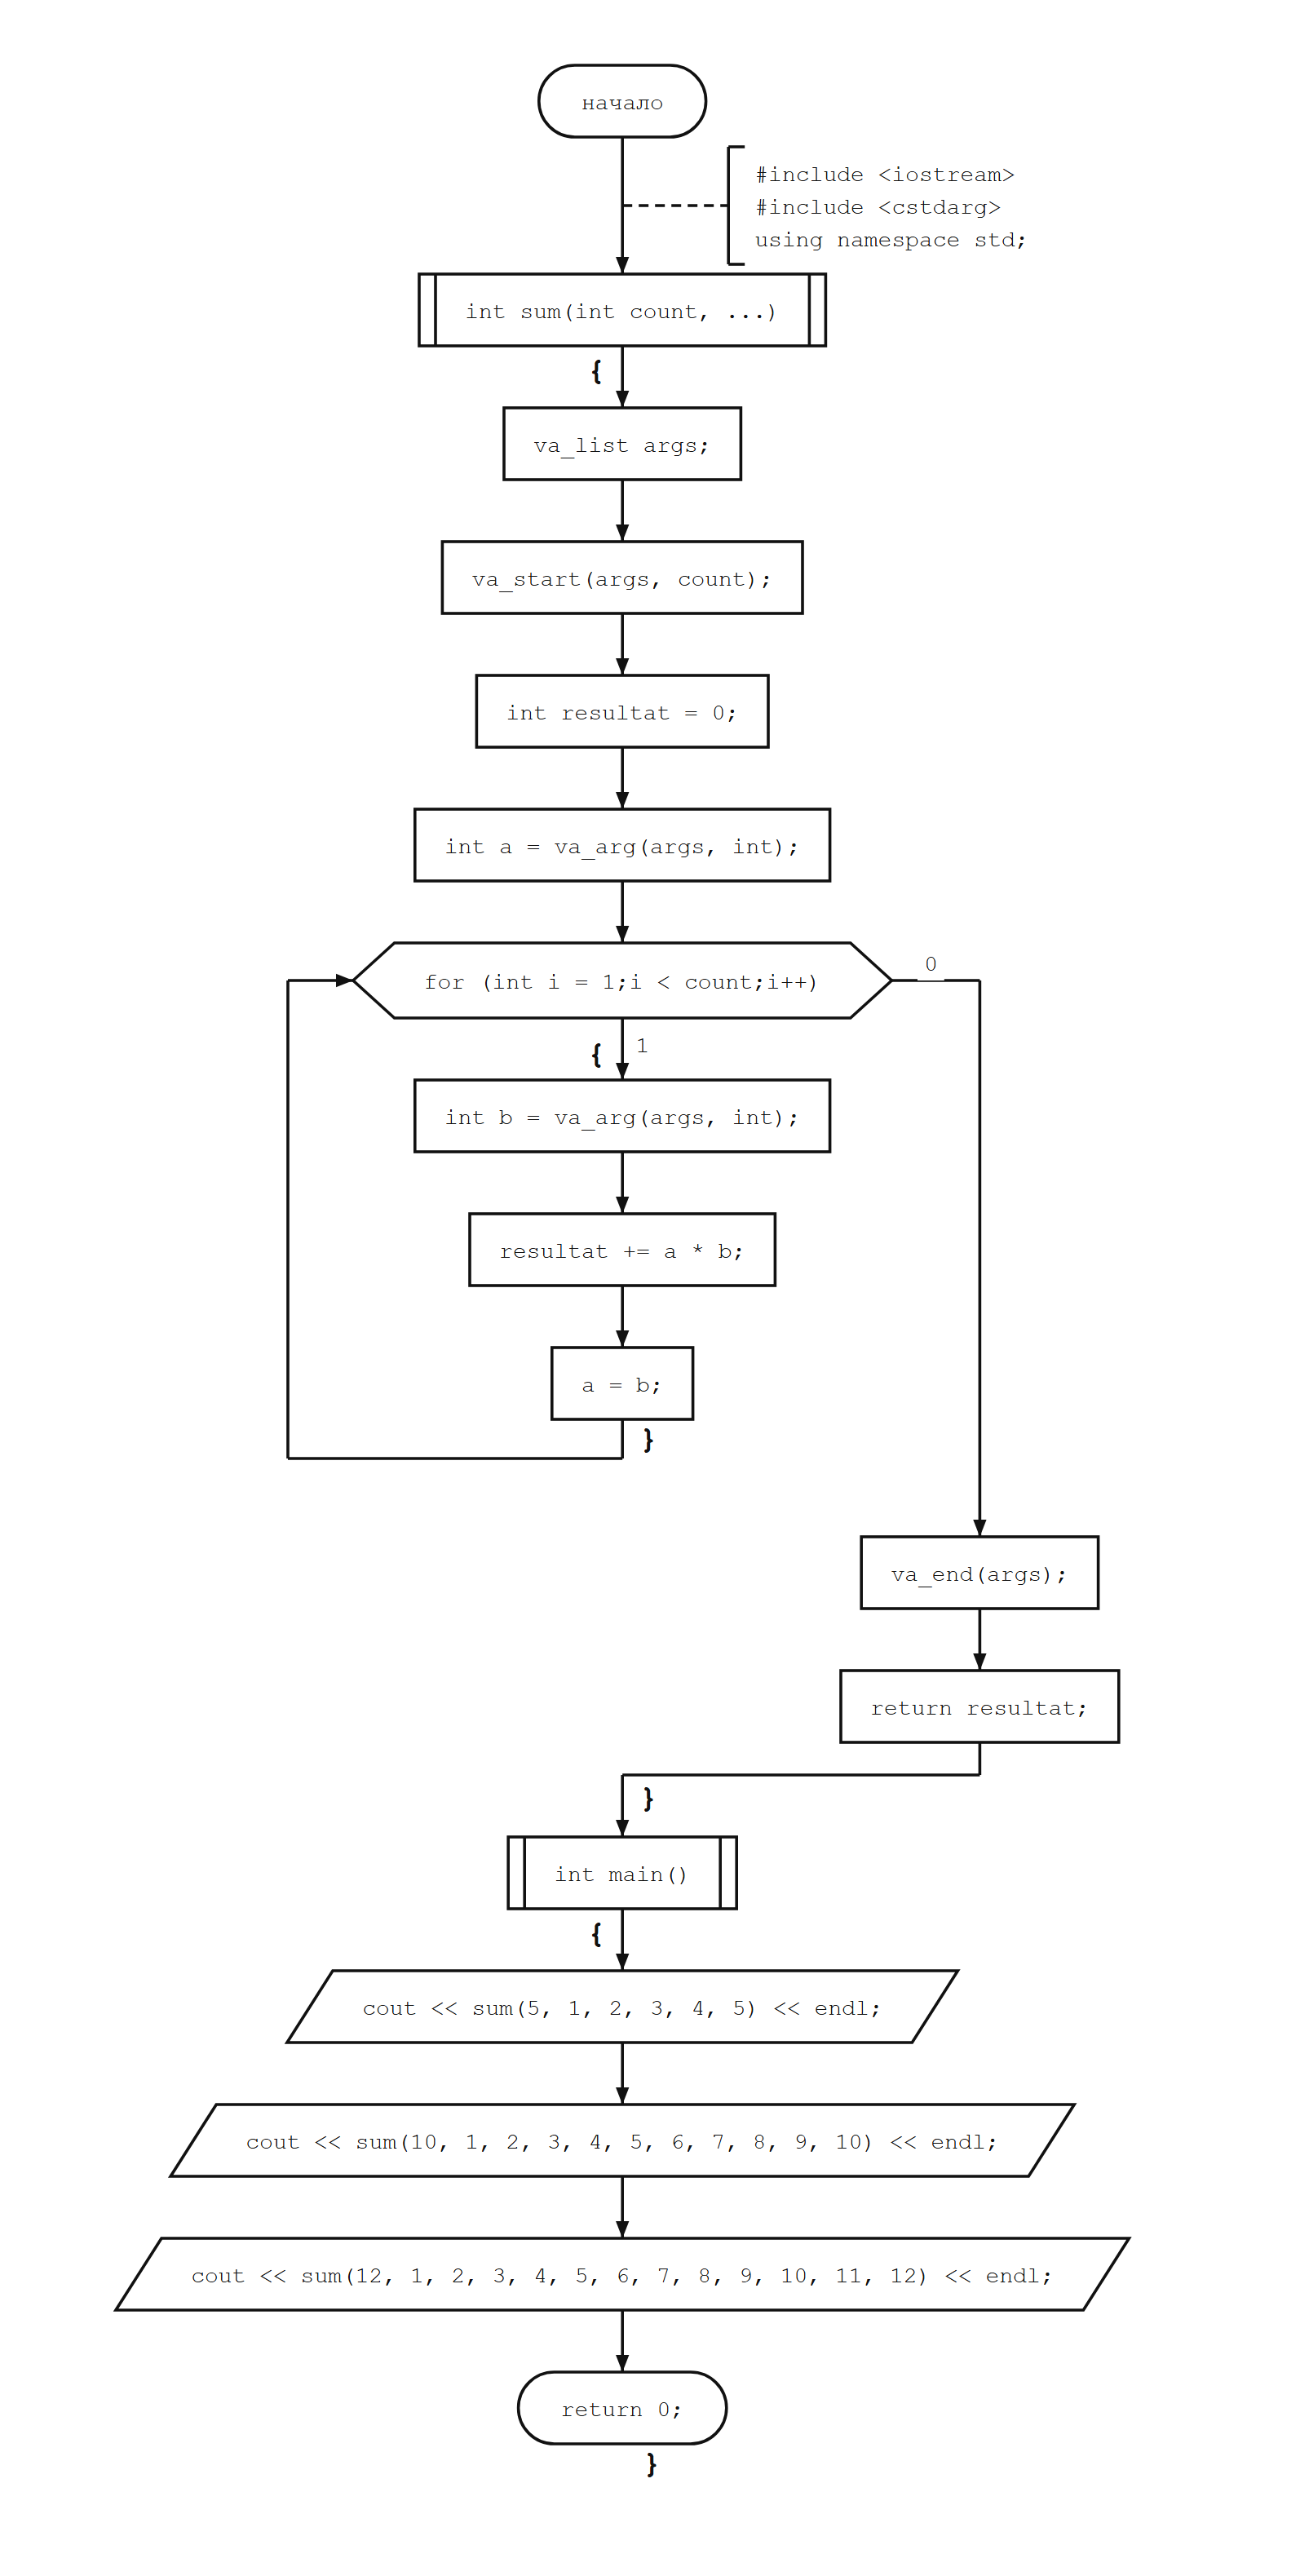 начало
#include <iostream>
#include <cstdarg>
using namespace std;
int sum(int count, ...)
{
va_list args;
va_start(args, count);
int resultat = 0;
int a = va_arg(args, int);
for (int i = 1;i < count;i++)
0
{
1
int b = va_arg(args, int);
resultat += a * b;
a = b;
}
va_end(args);
return resultat;
}
int main()
{
cout << sum(5, 1, 2, 3, 4, 5) << endl;
cout << sum(10, 1, 2, 3, 4, 5, 6, 7, 8, 9, 10) << endl;
cout << sum(12, 1, 2, 3, 4, 5, 6, 7, 8, 9, 10, 11, 12) << endl;
return 0;
}